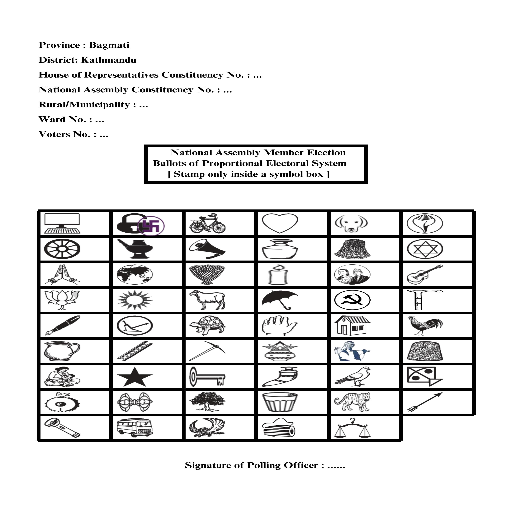 Province : Bagmati
District: Kathmandu
House of Representatives Constituency No. : ...
National Assembly Constituency No. : ...
Rural/Municipality : ...
Ward No. : ...
Voters No. : ...
National Assembly Member Election
Ballots of Proportional Electoral System
[ Stamp only inside a symbol box ]
Signature of Polling Officer : ......